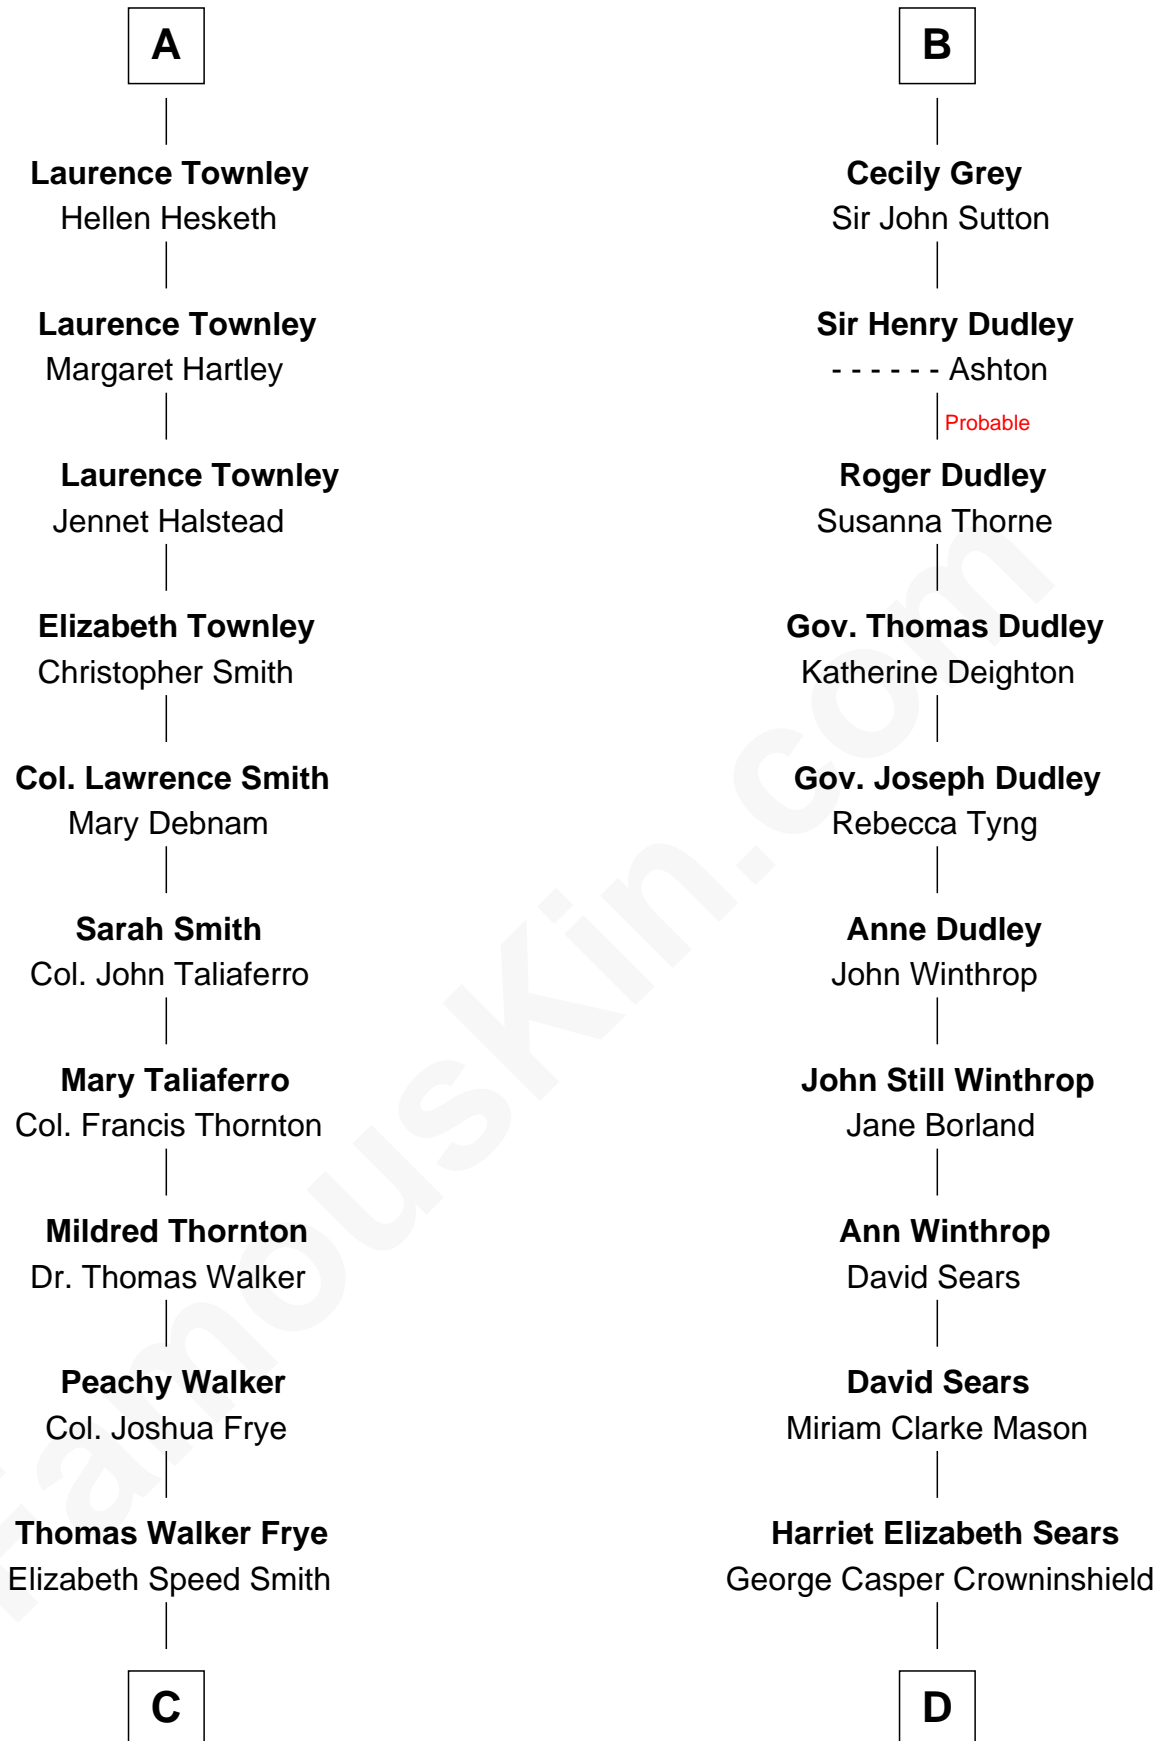 A
Laurence Townley
Hellen Hesketh
Laurence Townley
Margaret Hartley
Laurence Townley
Jennet Halstead
Elizabeth Townley
Christopher Smith
Col. Lawrence Smith
Mary Debnam
Sarah Smith
Col. John Taliaferro
Mary Taliaferro
Col. Francis Thornton
Mildred Thornton
Dr. Thomas Walker
Peachy Walker
Col. Joshua Frye
Thomas Walker Frye
Elizabeth Speed Smith
C
B
Cecily Grey
Sir John Sutton
Sir Henry Dudley
- - - - - - Ashton
Probable
Roger Dudley
Susanna Thorne
Gov. Thomas Dudley
Katherine Deighton
Gov. Joseph Dudley
Rebecca Tyng
Anne Dudley
John Winthrop
John Still Winthrop
Jane Borland
Ann Winthrop
David Sears
David Sears
Miriam Clarke Mason
Harriet Elizabeth Sears
George Casper Crowninshield
D
FamousKin.com